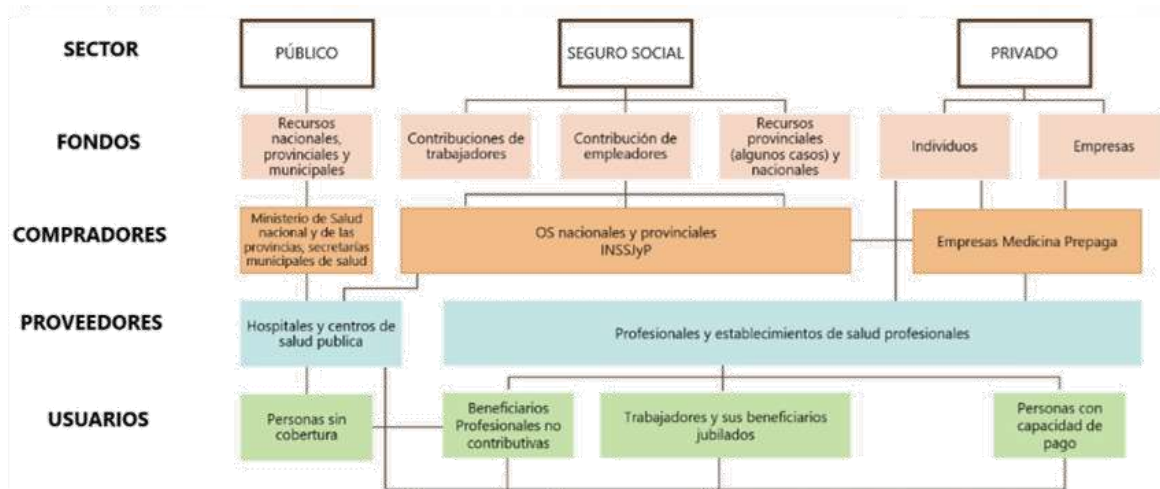 SECTOR
PÚBLICO
SEGURO SOCIAL
PRIVADO
FONDOS
Recursos
nacionales,
provinciales y
municipales
Contribuciones de
trabajadores
Contribución de
empleadores
Recursos
provinciales
(algunos casos) y
nacionales
Individuos
Empresas
COMPRADORES
Ministerio de Salud
nacional y de las
provincias, secretarías
municipales de salud
OS nacionales y provinciales
INSSJyP
Empresas Medicina Prepaga
PROVEEDORES
Hospitales y centros de
salud publica
Profesionales y establecimientos de salud profesionales
USUARIOS
Personas sin
cobertura
Beneficiarios
Profesionales no
contributivas
Trabajadores y sus beneficiarios
jubilados
Personas con
capacidad de
pago